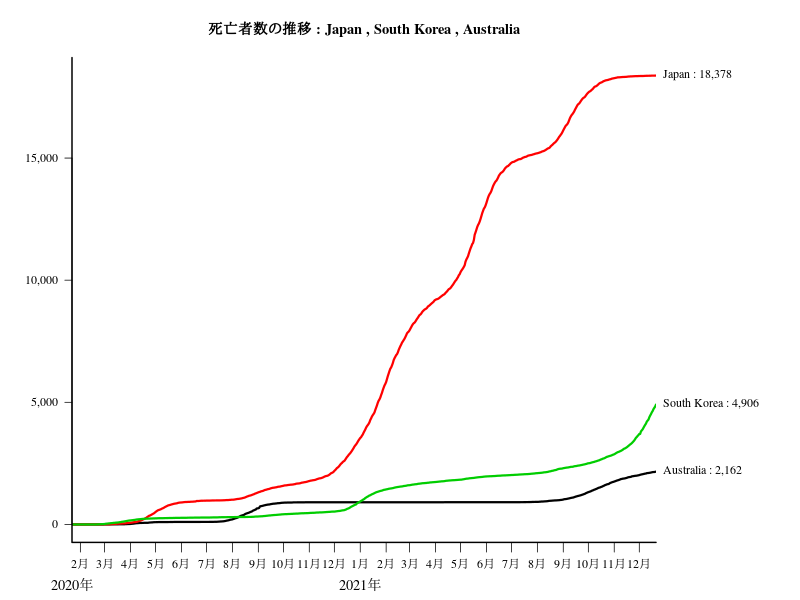 死亡者数の推移 : Japan , South Korea , Australia
Japan : 18,378
15,000
10,000
5,000
South Korea : 4,906
Australia : 2,162
0
2月 3月 4月 5月 6月 7月 8月 9月 10月 11月 12月 1月 2月 3月 4月 5月 6月 7月 8月 9月 10月 11月 12月
2020年 2021年